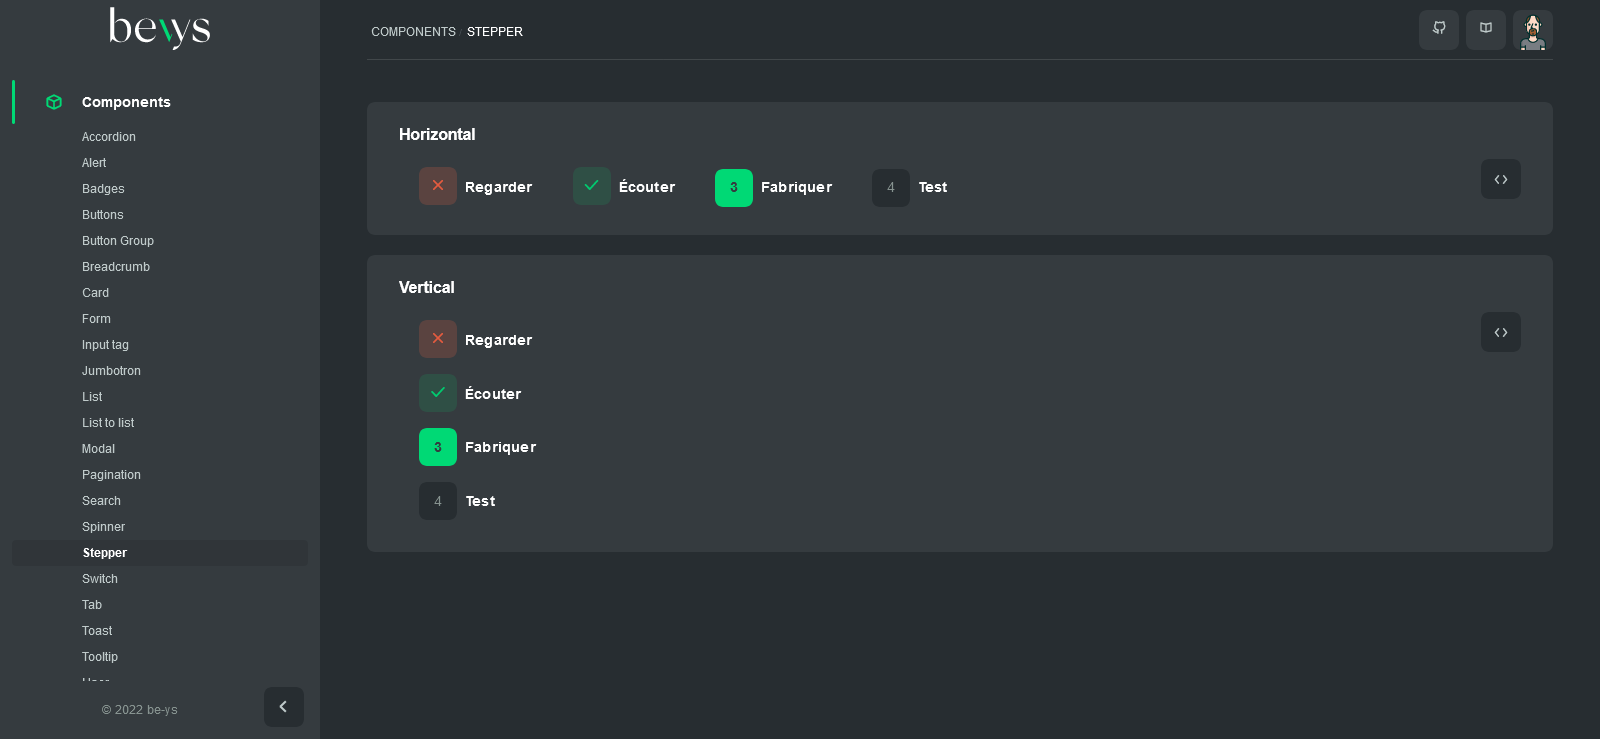 be-ys
COMPONENTS / STEPPER
Components
Accordion
Alert
Badges
Buttons
Button Group
Breadcrumb
Card
Form
Input tag
Jumbotron
List
List to list
Modal
Pagination
Search
Spinner
Stepper
Switch
Tab
Toast
Tooltip
© 2022 be-ys
Horizontal
Regarder
Écouter
3 Fabriquer
4 Test
Vertical
Regarder
Écouter
3 Fabriquer
4 Test